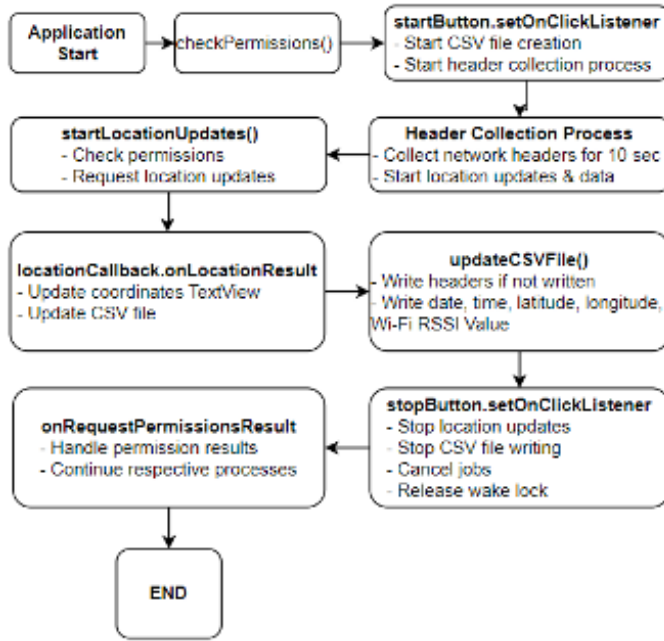 Application
Start
checkPermissions()
startButton.setOnClickListener
- Start CSV file creation
- Start header collection process
startLocationUpdates()
- Check permissions
- Request location updates
Header Collection Process
- Collect network headers for 10 sec
- Start location updates & data
locationCallback.onLocationResult
- Update coordinates TextView
- Update CSV file
updateCSVFile()
- Write headers if not written
- Write date, time, latitude, longitude,
Wi-Fi RSSI Value
onRequestPermissionsResult
- Handle permission results
- Continue respective processes
stopButton.setOnClickListener
- Stop location updates
- Stop CSV file writing
- Cancel jobs
- Release wake lock
END